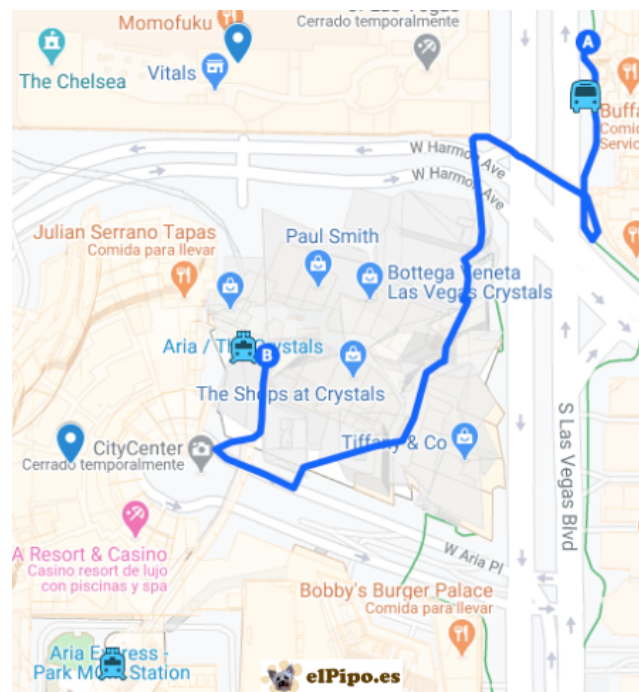 Momofuku
Cerrado temporalmente
The Chelsea
Vitals
A
Buffa
Comid
Servic
W Harmon Ave
W Harmon Ave
Julian Serrano Tapas
Comida para llevar
Paul Smith
Bottega Veneta
Las Vegas Crystals
Aria / The Crystals
B
The Shops at Crystals
CityCenter
Cerrado temporalmente
Tiffany & Co
S Las Vegas Blvd
A Resort & Casino
Casino resort de lujo
con piscinas y spa
W Aria Pl
Bobby's Burger Palace
Comida para llevar
Aria Express -
Park MGM Station
elPipo.es